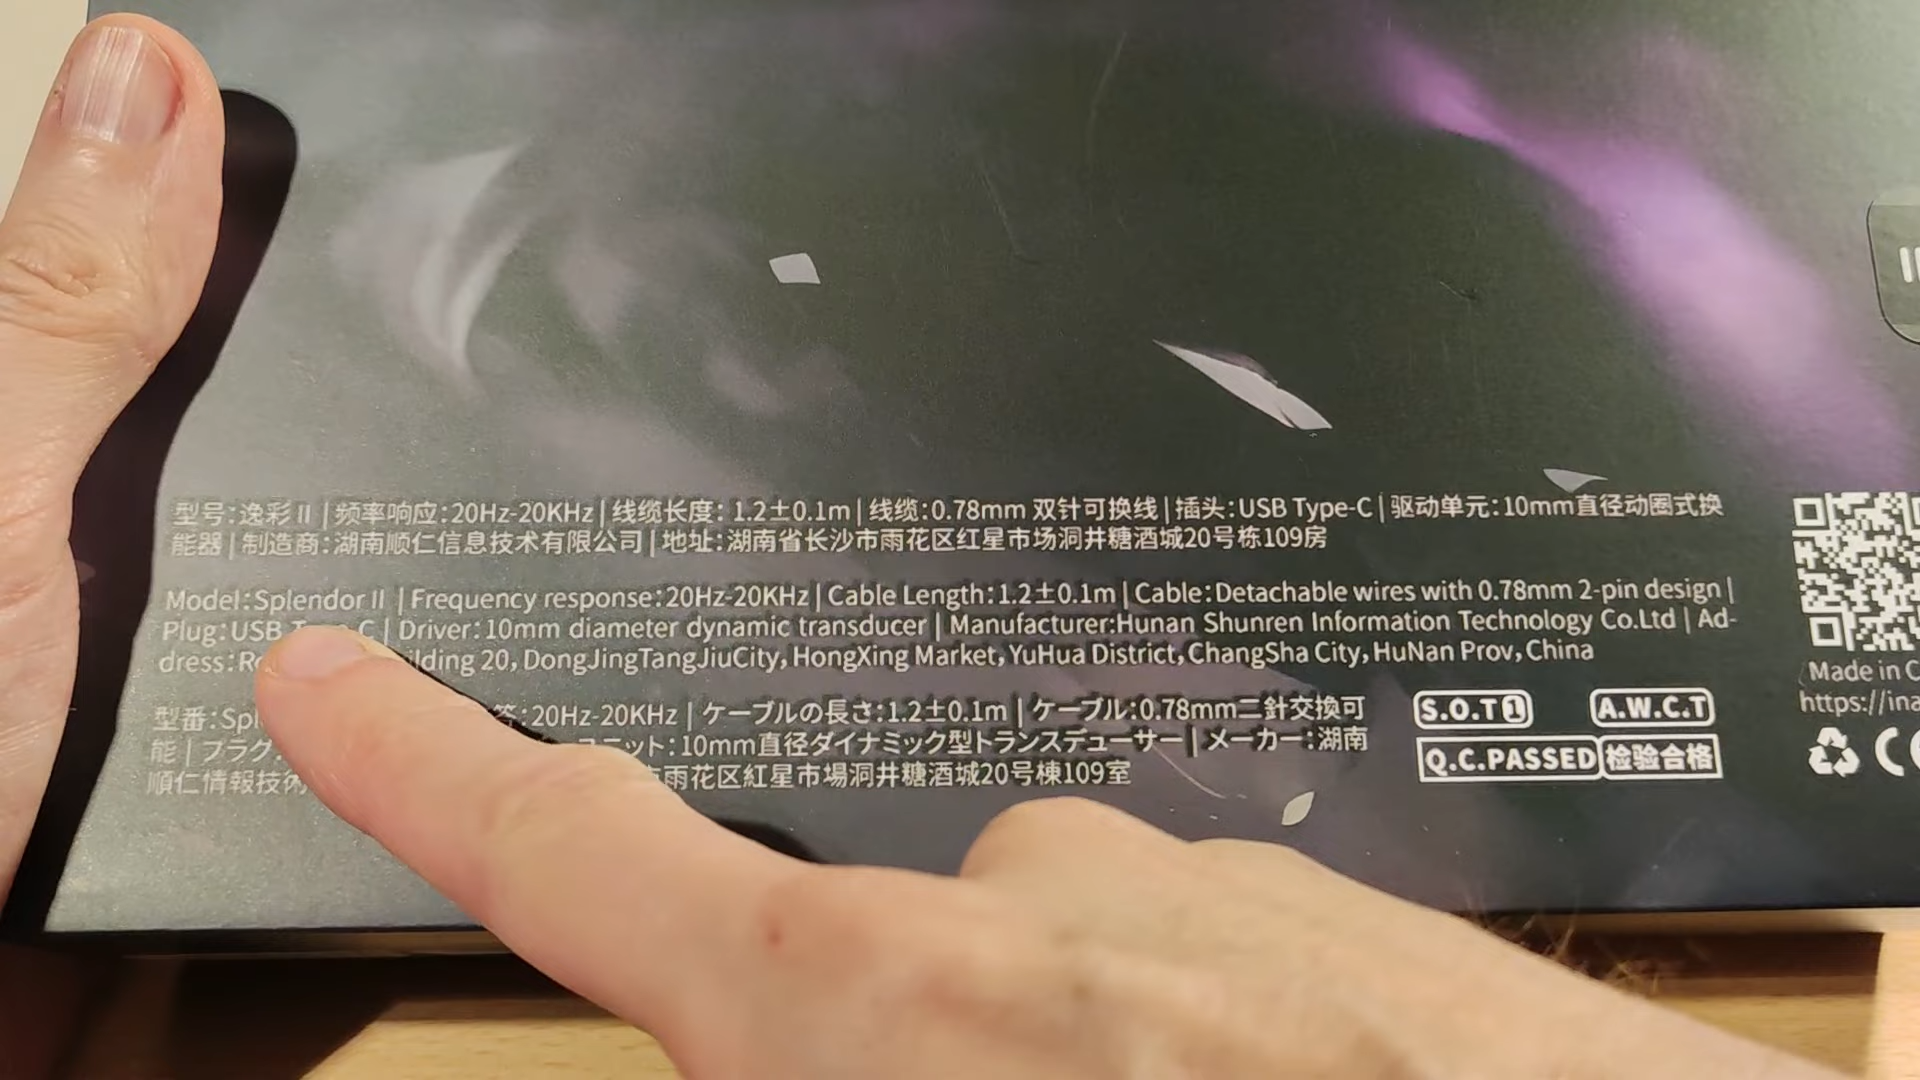 型号:逸彩II | 频率响应:20Hz-20KHz | 线缆长度: 1.2±0.1m | 线缆:0.78mm 双针可换线 | 插头:USB Type-C | 驱动单元:10mm直径动圈式换
能器 | 制造商:湖南顺仁信息技术有限公司 | 地址:湖南省长沙市雨花区红星市场洞井糖酒城20号栋109房
Model:Splendor II | Frequency response:20Hz-20KHz | Cable Length:1.2±0.1m | Cable:Detachable wires with 0.78mm 2-pin design |
Plug:USB C | Driver:10mm diameter dynamic transducer | Manufacturer:Hunan Shunren Information Technology Co.Ltd | Ad-
dress: 20, DongJingTangJiuCity, HongXing Market, YuHua District, ChangSha City, HuNan Prov, China
型番: :20Hz-20KHz | ケーブルの長さ:1.2±0.1m | ケーブル:0.78mm二針交換可
能 | プラグ :10mm直径ダイナミック型トランスデューサー | メーカー:湖南
順仁情報技術 雨花区紅星市場洞井糖酒城20号棟109室
S.O.T 1
A.W.C.T
Q.C.PASSED 检验合格
Made in
https://
CE